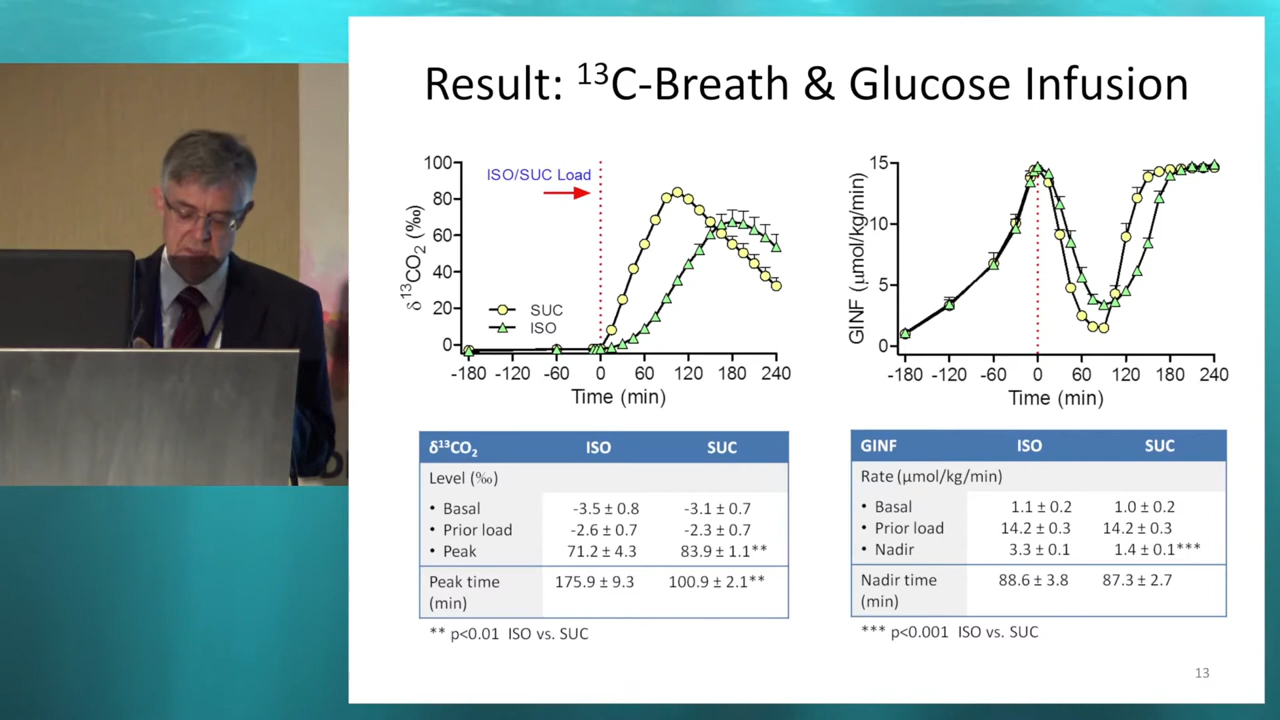 Result: ¹³C-Breath & Glucose Infusion
100
80
60
40
20
0
δ¹³CO₂ (‰)
ISO/SUC Load
SUC
ISO
-180 -120 -60 0 60 120 180 240
Time (min)
15
10
5
0
GINF (µmol/kg/min)
-180 -120 -60 0 60 120 180 240
Time (min)
δ¹³CO₂ ISO SUC
Level (‰)
• Basal -3.5 ± 0.8 -3.1 ± 0.7
• Prior load -2.6 ± 0.7 -2.3 ± 0.7
• Peak 71.2 ± 4.3 83.9 ± 1.1**
Peak time 175.9 ± 9.3 100.9 ± 2.1**
(min)
** p<0.01 ISO vs. SUC
GINF ISO SUC
Rate (µmol/kg/min)
• Basal 1.1 ± 0.2 1.0 ± 0.2
• Prior load 14.2 ± 0.3 14.2 ± 0.3
• Nadir 3.3 ± 0.1 1.4 ± 0.1***
Nadir time 88.6 ± 3.8 87.3 ± 2.7
(min)
*** p<0.001 ISO vs. SUC
13